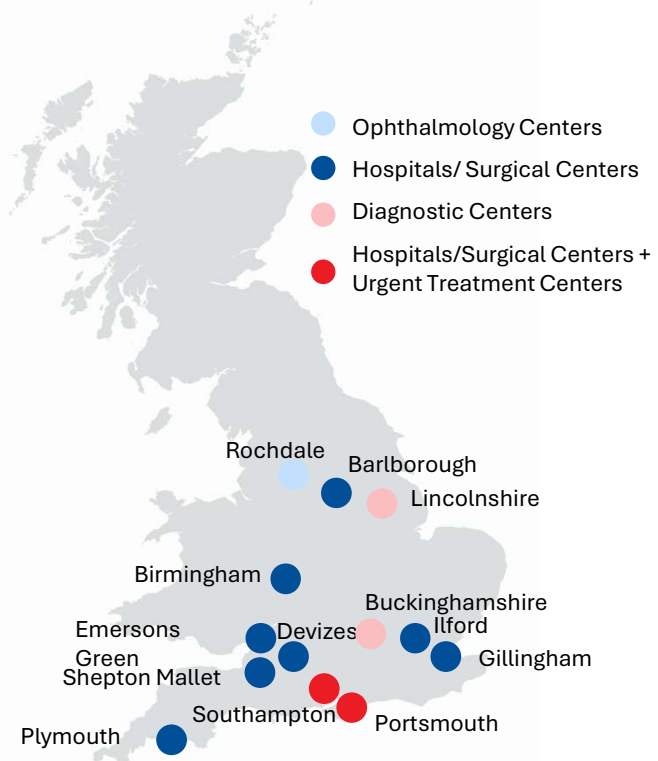 Ophthalmology Centers
Hospitals/ Surgical Centers
Diagnostic Centers
Hospitals/Surgical Centers +
Urgent Treatment Centers
Rochdale
Barlborough
Lincolnshire
Birmingham
Buckinghamshire
Emersons
Green
Devizes
Ilford
Gillingham
Shepton Mallet
Southampton
Portsmouth
Plymouth